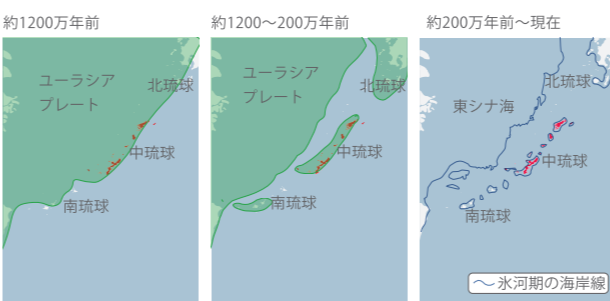 約1200万年前
ユーラシア
プレート
北琉球
中琉球
南琉球
約1200〜200万年前
ユーラシア
プレート
北琉球
中琉球
南琉球
約200万年前〜現在
東シナ海
北琉球
中琉球
南琉球
氷河期の海岸線